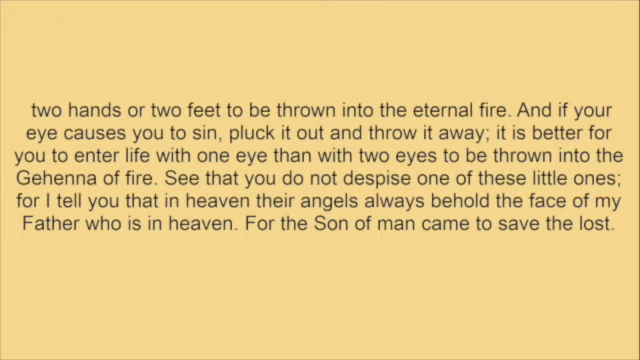 two hands or two feet to be thrown into the eternal fire. And if your
eye causes you to sin, pluck it out and throw it away; it is better for
you to enter life with one eye than with two eyes to be thrown into the
Gehenna of fire. See that you do not despise one of these little ones;
for I tell you that in heaven their angels always behold the face of my
Father who is in heaven. For the Son of man came to save the lost.